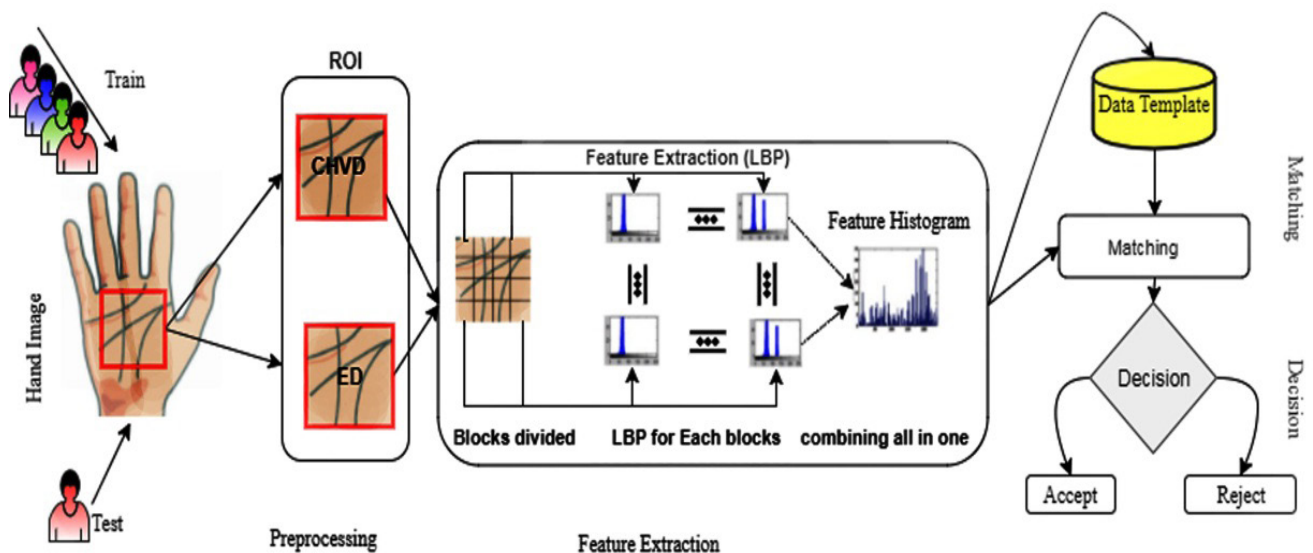 Train
Hand Image
Test
ROI
CHVD
ED
Preprocessing
Feature Extraction (LBP)
Feature Histogram
Blocks divided
LBP for Each blocks
combining all in one
Feature Extraction
Data Template
Matching
Matching
Decision
Decision
Accept
Reject